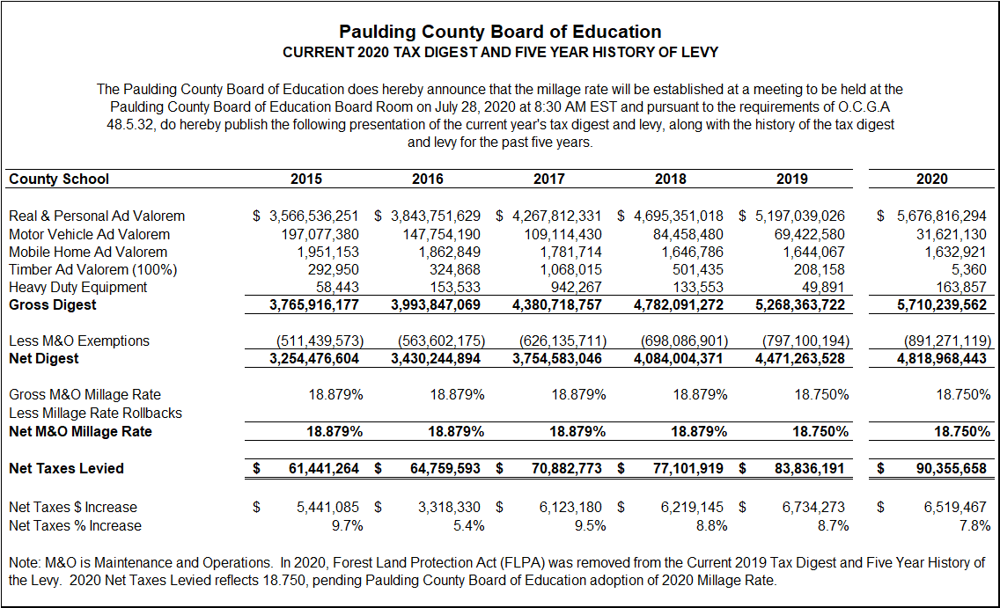 Paulding County Board of Education
CURRENT 2020 TAX DIGEST AND FIVE YEAR HISTORY OF LEVY
The Paulding County Board of Education does hereby announce that the millage rate will be established at a meeting to be held at the
Paulding County Board of Education Board Room on July 28, 2020 at 8:30 AM EST and pursuant to the requirements of O.C.G.A
48.5.32, do hereby publish the following presentation of the current year's tax digest and levy, along with the history of the tax digest
and levy for the past five years.
County School 2015 2016 2017 2018 2019 2020
Real & Personal Ad Valorem $ 3,566,536,251 $ 3,843,751,629 $ 4,267,812,331 $ 4,695,351,018 $ 5,197,039,026 $ 5,676,816,294
Motor Vehicle Ad Valorem 197,077,380 147,754,190 109,114,430 84,458,480 69,422,580 31,621,130
Mobile Home Ad Valorem 1,951,153 1,862,849 1,781,714 1,646,786 1,644,067 1,632,921
Timber Ad Valorem (100%) 292,950 324,868 1,068,015 501,435 208,158 5,360
Heavy Duty Equipment 58,443 153,533 942,267 133,553 49,891 163,857
Gross Digest 3,765,916,177 3,993,847,069 4,380,718,757 4,782,091,272 5,268,363,722 5,710,239,562
Less M&O Exemptions (511,439,573) (563,602,175) (626,135,711) (698,086,901) (797,100,194) (891,271,119)
Net Digest 3,254,476,604 3,430,244,894 3,754,583,046 4,084,004,371 4,471,263,528 4,818,968,443
Gross M&O Millage Rate 18.879% 18.879% 18.879% 18.879% 18.750% 18.750%
Less Millage Rate Rollbacks
Net M&O Millage Rate 18.879% 18.879% 18.879% 18.879% 18.750% 18.750%
Net Taxes Levied $ 61,441,264 $ 64,759,593 $ 70,882,773 $ 77,101,919 $ 83,836,191 $ 90,355,658
Net Taxes $ Increase $ 5,441,085 $ 3,318,330 $ 6,123,180 $ 6,219,145 $ 6,734,273 $ 6,519,467
Net Taxes % Increase 9.7% 5.4% 9.5% 8.8% 8.7% 7.8%
Note: M&O is Maintenance and Operations. In 2020, Forest Land Protection Act (FLPA) was removed from the Current 2019 Tax Digest and Five Year History of
the Levy. 2020 Net Taxes Levied reflects 18.750, pending Paulding County Board of Education adoption of 2020 Millage Rate.